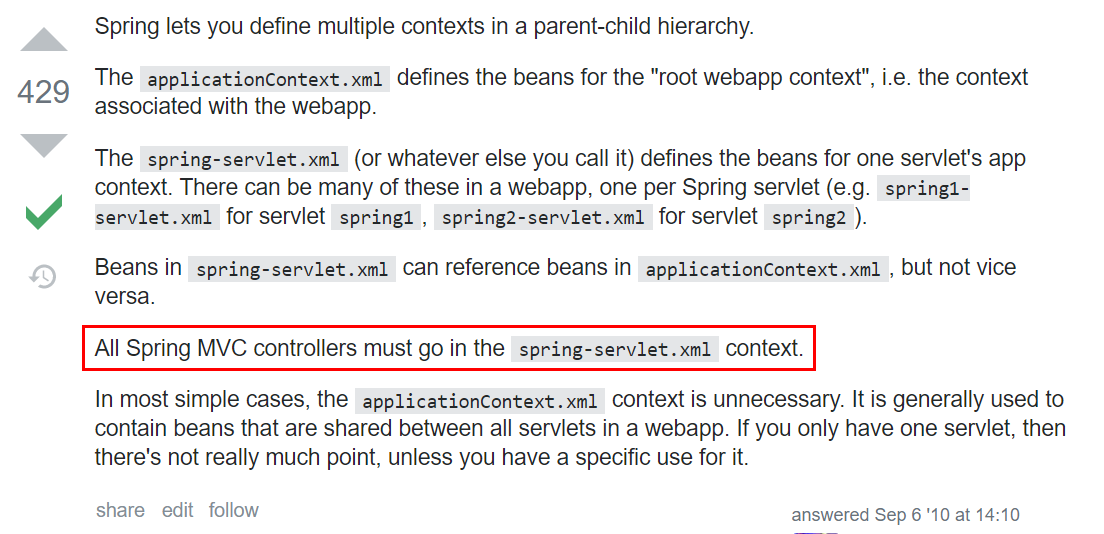 Spring lets you define multiple contexts in a parent-child hierarchy.
The applicationContext.xml defines the beans for the "root webapp context", i.e. the context
associated with the webapp.
429
The spring-servlet.xml (or whatever else you call it) defines the beans for one servlet's app
context. There can be many of these in a webapp, one per Spring servlet (e.g. spring1-
servlet.xml for servlet spring1 , spring2-servlet.xml for servlet spring2 ).
Beans in spring-servlet.xml can reference beans in applicationContext.xml , but not vice
versa.
All Spring MVC controllers must go in the spring-servlet.xml context.
In most simple cases, the applicationContext.xml context is unnecessary. It is generally used to
contain beans that are shared between all servlets in a webapp. If you only have one servlet, then
there's not really much point, unless you have a specific use for it.
share edit follow
answered Sep 6 '10 at 14:10